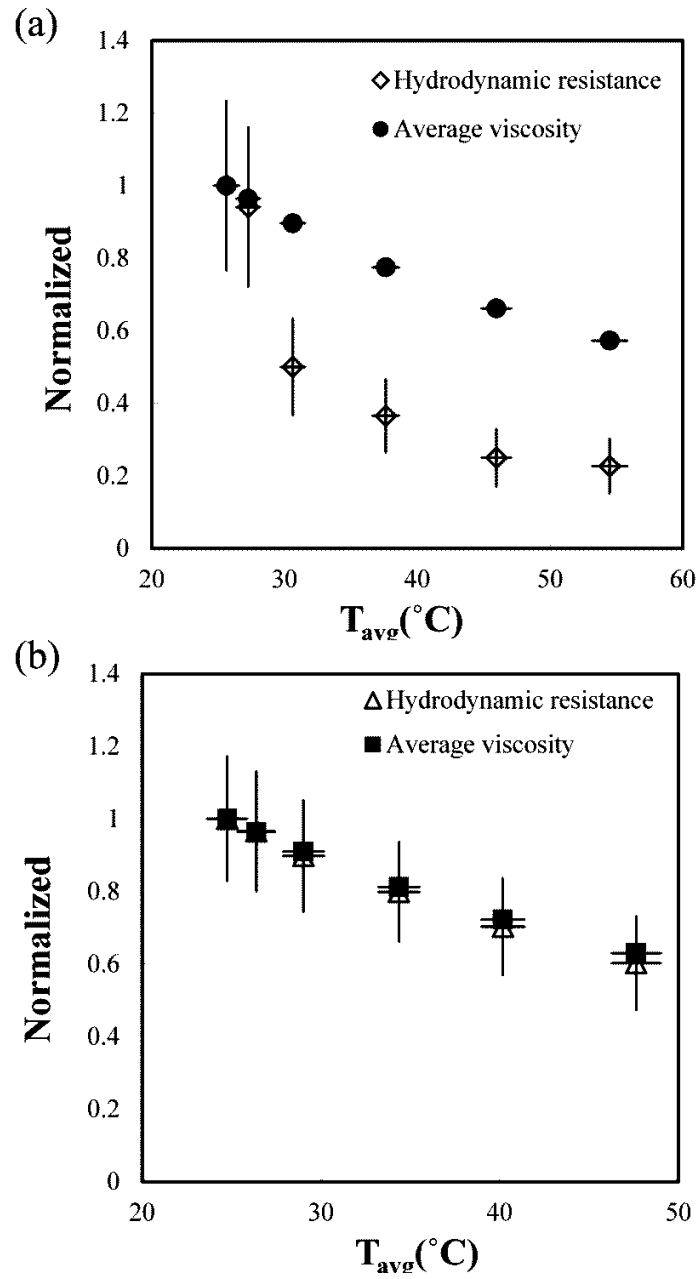 (a)
1.4
1.2
1
0.8
0.6
0.4
0.2
0
Normalized
Hydrodynamic resistance
Average viscosity
20 30 40 50 60
Tavg(˚C)
(b)
1.4
1.2
1
0.8
0.6
0.4
0.2
0
Normalized
Hydrodynamic resistance
Average viscosity
20 30 40 50
Tavg(˚C)